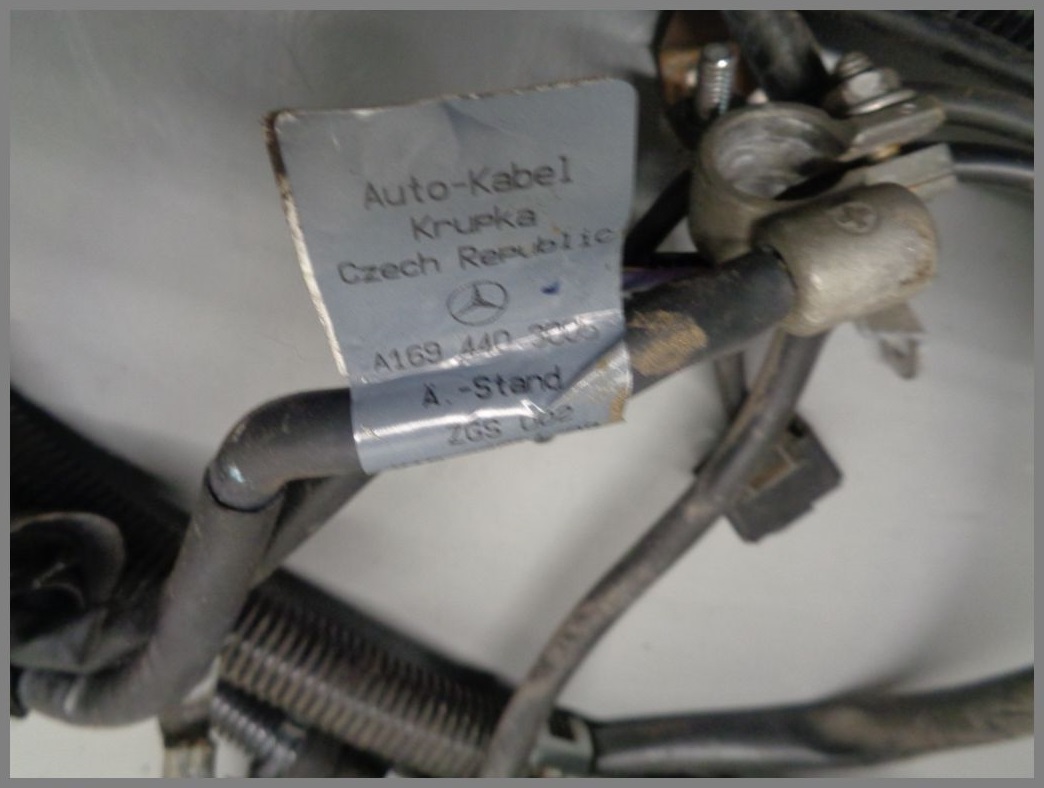 Auto-Kabel
Krupka
Czech Republic
A169 440 3005
Ä.-Stand
ZGS 002